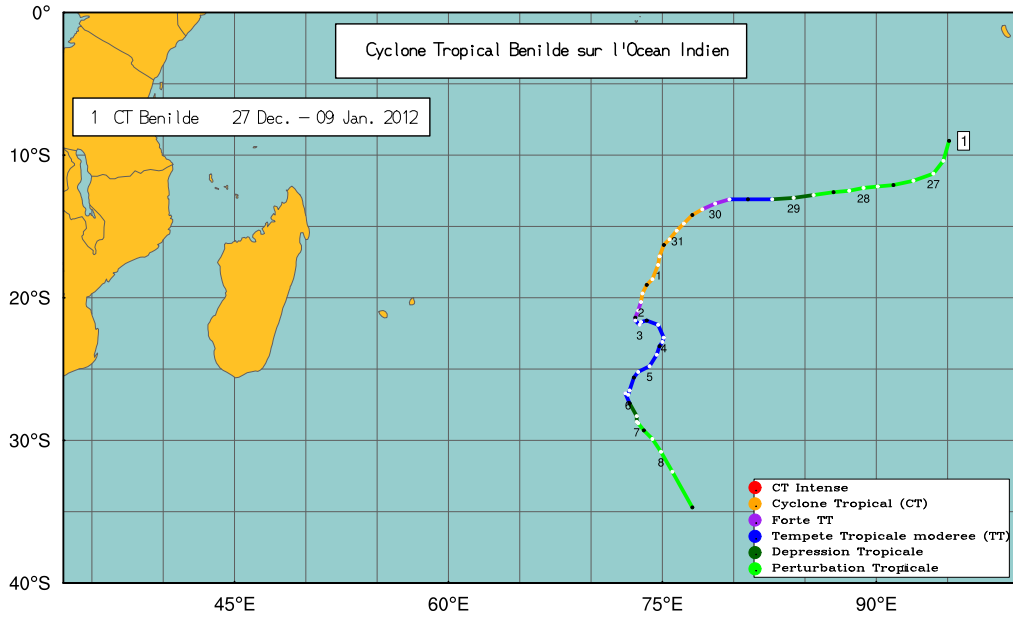 0°
Cyclone Tropical Benilde sur l'Ocean Indien
1 CT Benilde 27 Dec. – 09 Jan. 2012
1
10°S
27
28
29
30
31
1
20°S
2
3
4
5
6
7
30°S
8
CT Intense
Cyclone Tropical (CT)
Forte TT
Tempete Tropicale moderee (TT)
Depression Tropicale
Perturbation Tropicale
40°S
45°E
60°E
75°E
90°E